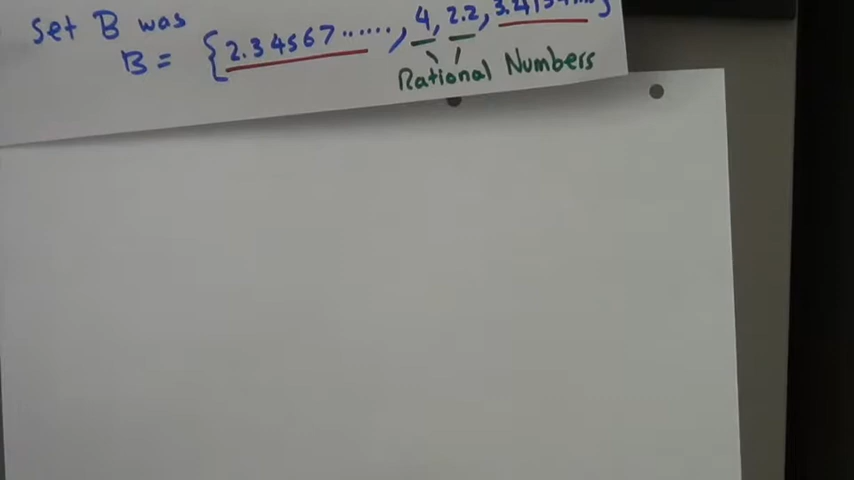 Set B was
B = {2.34567......., 4, 2.2, }
Rational Numbers